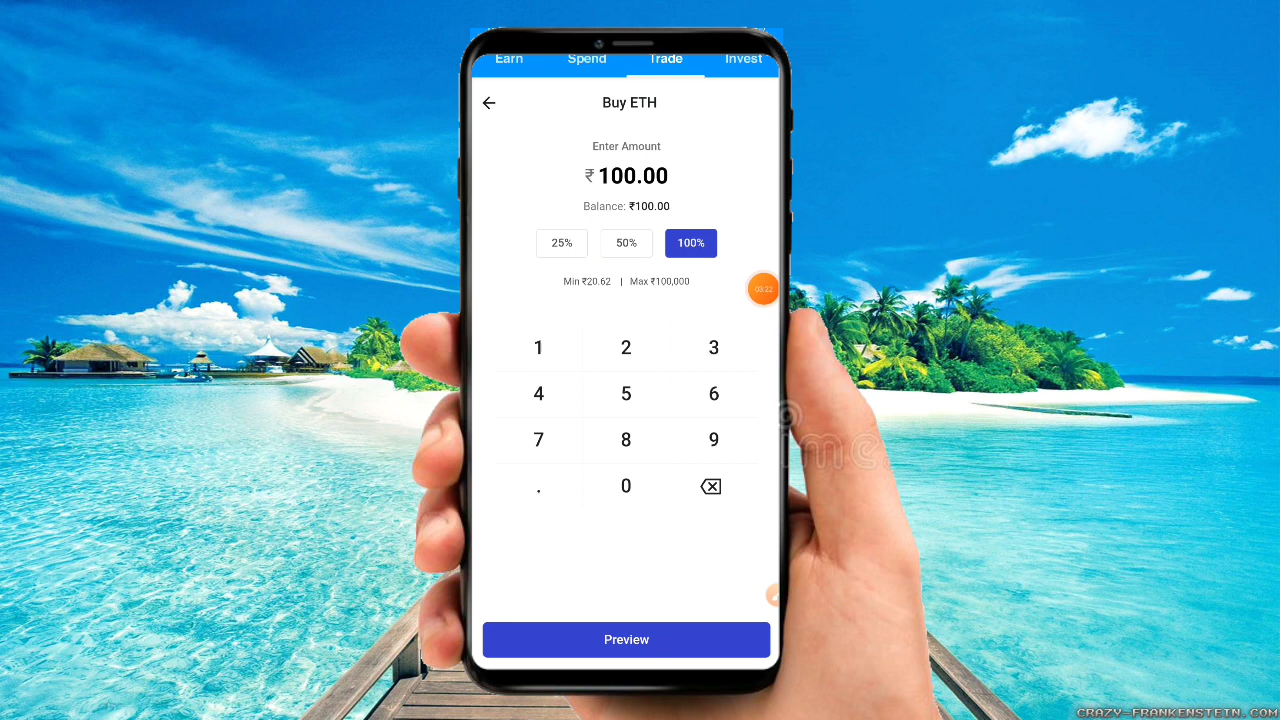 Earn Spend Trade Invest
Buy ETH
Enter Amount
₹ 100.00
Balance: ₹100.00
25% 50% 100%
Min ₹20.62 | Max ₹100,000
03:22
1 2 3
4 5 6
7 8 9
. 0
Preview
CRAZY-FRANKENSTEIN.COM